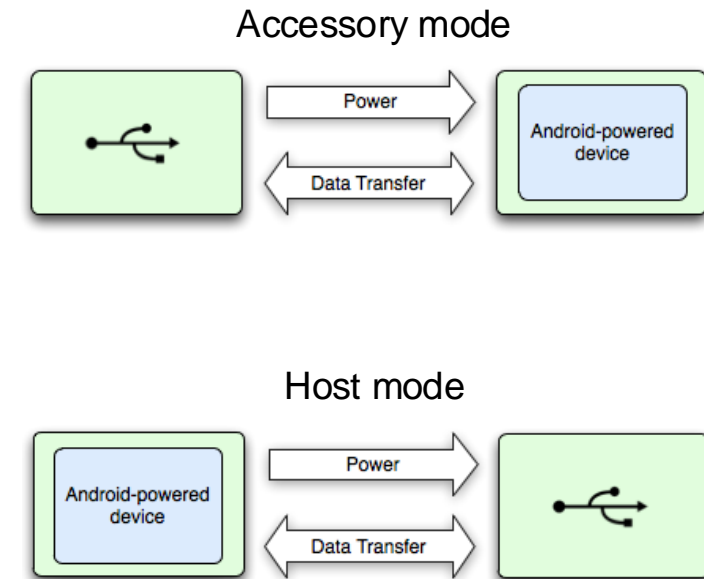 Accessory mode
Power
Android-powered
device
Data Transfer
Host mode
Android-powered
device
Power
Data Transfer